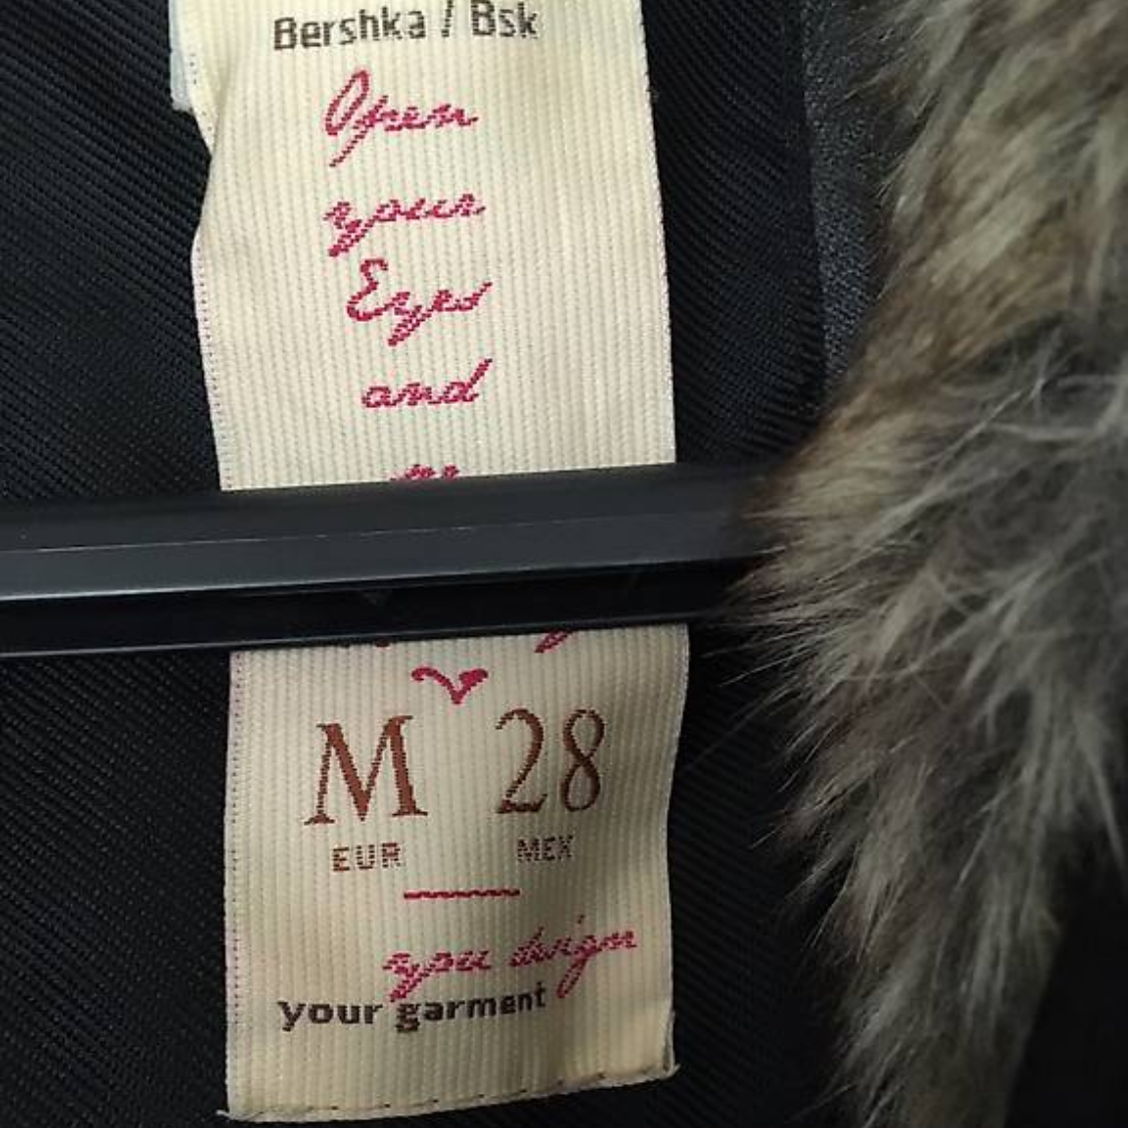 Bershka / Bsk
Open
your
Eyes
and
M 28
EUR MEX
you design
your garment